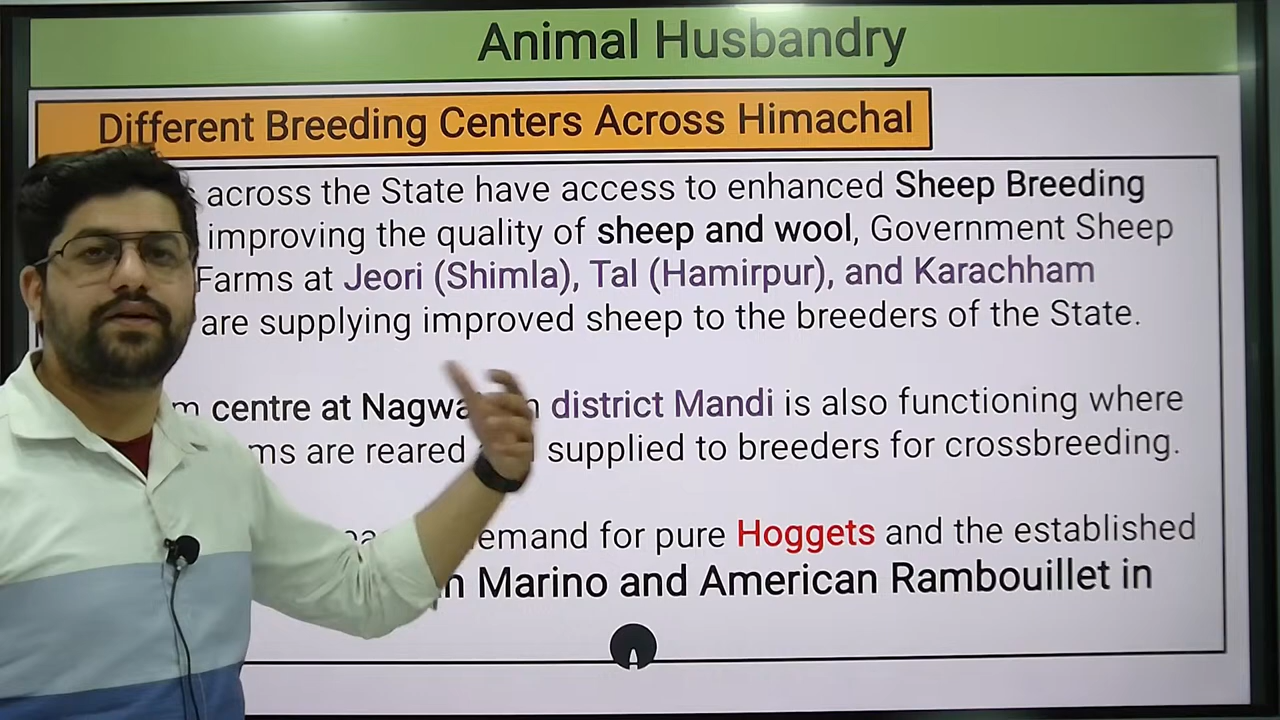 Animal Husbandry
Different Breeding Centers Across Himachal
across the State have access to enhanced Sheep Breeding
improving the quality of sheep and wool, Government Sheep
Farms at Jeori (Shimla), Tal (Hamirpur), and Karachham
are supplying improved sheep to the breeders of the State.
centre at district Mandi is also functioning where
are reared supplied to breeders for crossbreeding.
for pure Hoggets and the established
Marino and American Rambouillet in